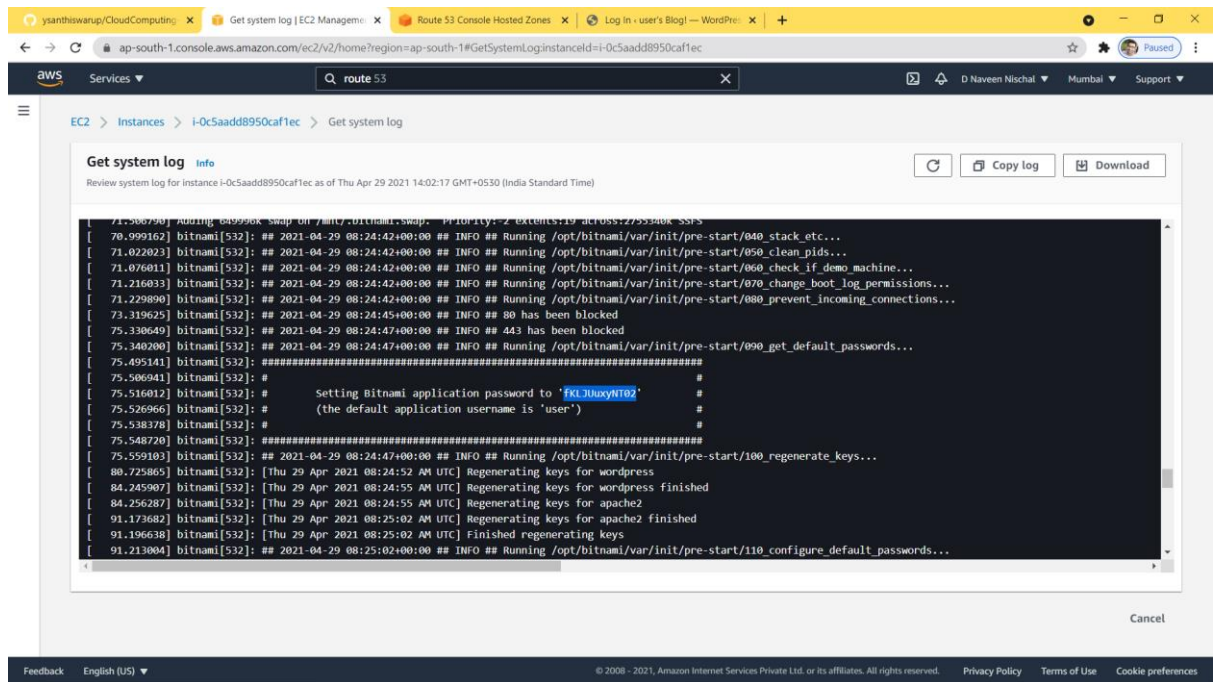 ysanthiswarup/CloudComputing-
Get system log | EC2 Manageme
Route 53 Console Hosted Zones
Log In ‹ user's Blog! — WordPre
ap-south-1.console.aws.amazon.com/ec2/v2/home?region=ap-south-1#GetSystemLog:instanceId=i-0c5aadd8950caf1ec
Paused
aws
Services
route 53
D Naveen Nischal
Mumbai
Support
EC2 > Instances > i-0c5aadd8950caf1ec > Get system log
Get system log Info
Copy log
Download
Review system log for instance i-0c5aadd8950caf1ec as of Thu Apr 29 2021 14:02:17 GMT+0530 (India Standard Time)
[ 71.506790] Adding 649996k swap on /mnt/.bitnami.swap. Priority:-2 extents:19 across:2755340k SSFS
[ 70.999162] bitnami[532]: ## 2021-04-29 08:24:42+00:00 ## INFO ## Running /opt/bitnami/var/init/pre-start/040_stack_etc...
[ 71.022023] bitnami[532]: ## 2021-04-29 08:24:42+00:00 ## INFO ## Running /opt/bitnami/var/init/pre-start/050_clean_pids...
[ 71.076011] bitnami[532]: ## 2021-04-29 08:24:42+00:00 ## INFO ## Running /opt/bitnami/var/init/pre-start/060_check_if_demo_machine...
[ 71.216033] bitnami[532]: ## 2021-04-29 08:24:42+00:00 ## INFO ## Running /opt/bitnami/var/init/pre-start/070_change_boot_log_permissions...
[ 71.229890] bitnami[532]: ## 2021-04-29 08:24:42+00:00 ## INFO ## Running /opt/bitnami/var/init/pre-start/080_prevent_incoming_connections...
[ 73.319625] bitnami[532]: ## 2021-04-29 08:24:45+00:00 ## INFO ## 80 has been blocked
[ 75.330649] bitnami[532]: ## 2021-04-29 08:24:47+00:00 ## INFO ## 443 has been blocked
[ 75.340200] bitnami[532]: ## 2021-04-29 08:24:47+00:00 ## INFO ## Running /opt/bitnami/var/init/pre-start/090_get_default_passwords...
[ 75.495141] bitnami[532]: #########################################################################
[ 75.506941] bitnami[532]: # #
[ 75.516012] bitnami[532]: # Setting Bitnami application password to 'fKLJUuxyNT02' #
[ 75.526966] bitnami[532]: # (the default application username is 'user') #
[ 75.538378] bitnami[532]: # #
[ 75.548720] bitnami[532]: #########################################################################
[ 75.559103] bitnami[532]: ## 2021-04-29 08:24:47+00:00 ## INFO ## Running /opt/bitnami/var/init/pre-start/100_regenerate_keys...
[ 80.725865] bitnami[532]: [Thu 29 Apr 2021 08:24:52 AM UTC] Regenerating keys for wordpress
[ 84.245907] bitnami[532]: [Thu 29 Apr 2021 08:24:55 AM UTC] Regenerating keys for wordpress finished
[ 84.256287] bitnami[532]: [Thu 29 Apr 2021 08:24:55 AM UTC] Regenerating keys for apache2
[ 91.173682] bitnami[532]: [Thu 29 Apr 2021 08:25:02 AM UTC] Regenerating keys for apache2 finished
[ 91.196638] bitnami[532]: [Thu 29 Apr 2021 08:25:02 AM UTC] Finished regenerating keys
[ 91.213004] bitnami[532]: ## 2021-04-29 08:25:02+00:00 ## INFO ## Running /opt/bitnami/var/init/pre-start/110_configure_default_passwords...
Cancel
Feedback
English (US)
© 2008 - 2021, Amazon Internet Services Private Ltd. or its affiliates. All rights reserved.
Privacy Policy
Terms of Use
Cookie preferences